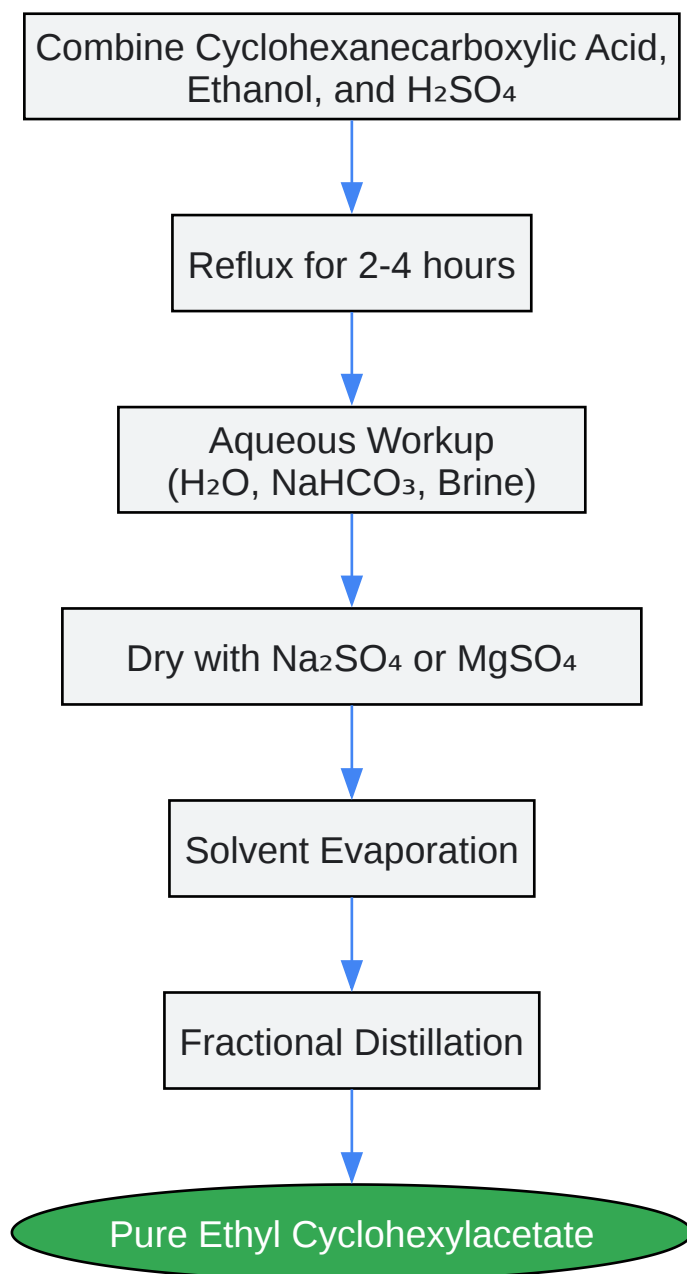 Combine Cyclohexanecarboxylic Acid,
Ethanol, and H₂SO₄
Reflux for 2-4 hours
Aqueous Workup
(H₂O, NaHCO₃, Brine)
Dry with Na₂SO₄ or MgSO₄
Solvent Evaporation
Fractional Distillation
Pure Ethyl Cyclohexylacetate